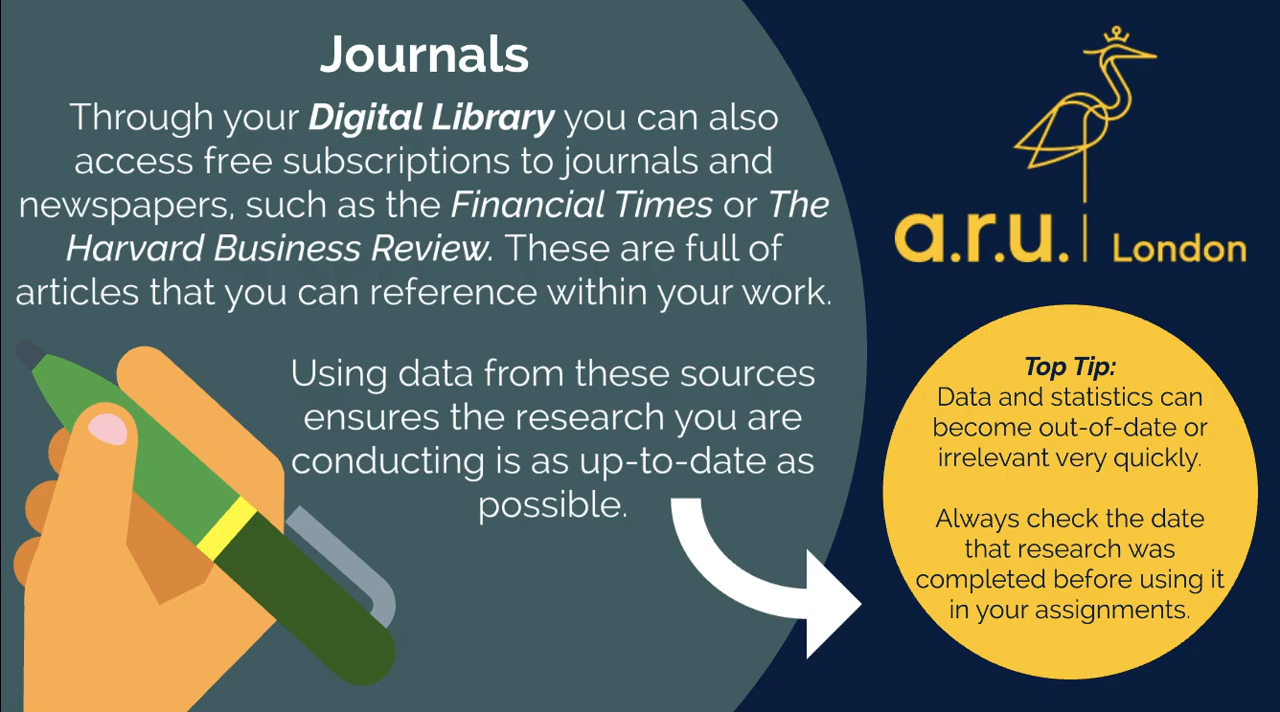 Journals
Through your Digital Library you can also
access free subscriptions to journals and
newspapers, such as the Financial Times or The
Harvard Business Review. These are full of
articles that you can reference within your work.
Using data from these sources
ensures the research you are
conducting is as up-to-date as
possible.
a.r.u. London
Top Tip:
Data and statistics can
become out-of-date or
irrelevant very quickly.
Always check the date
that research was
completed before using it
in your assignments.